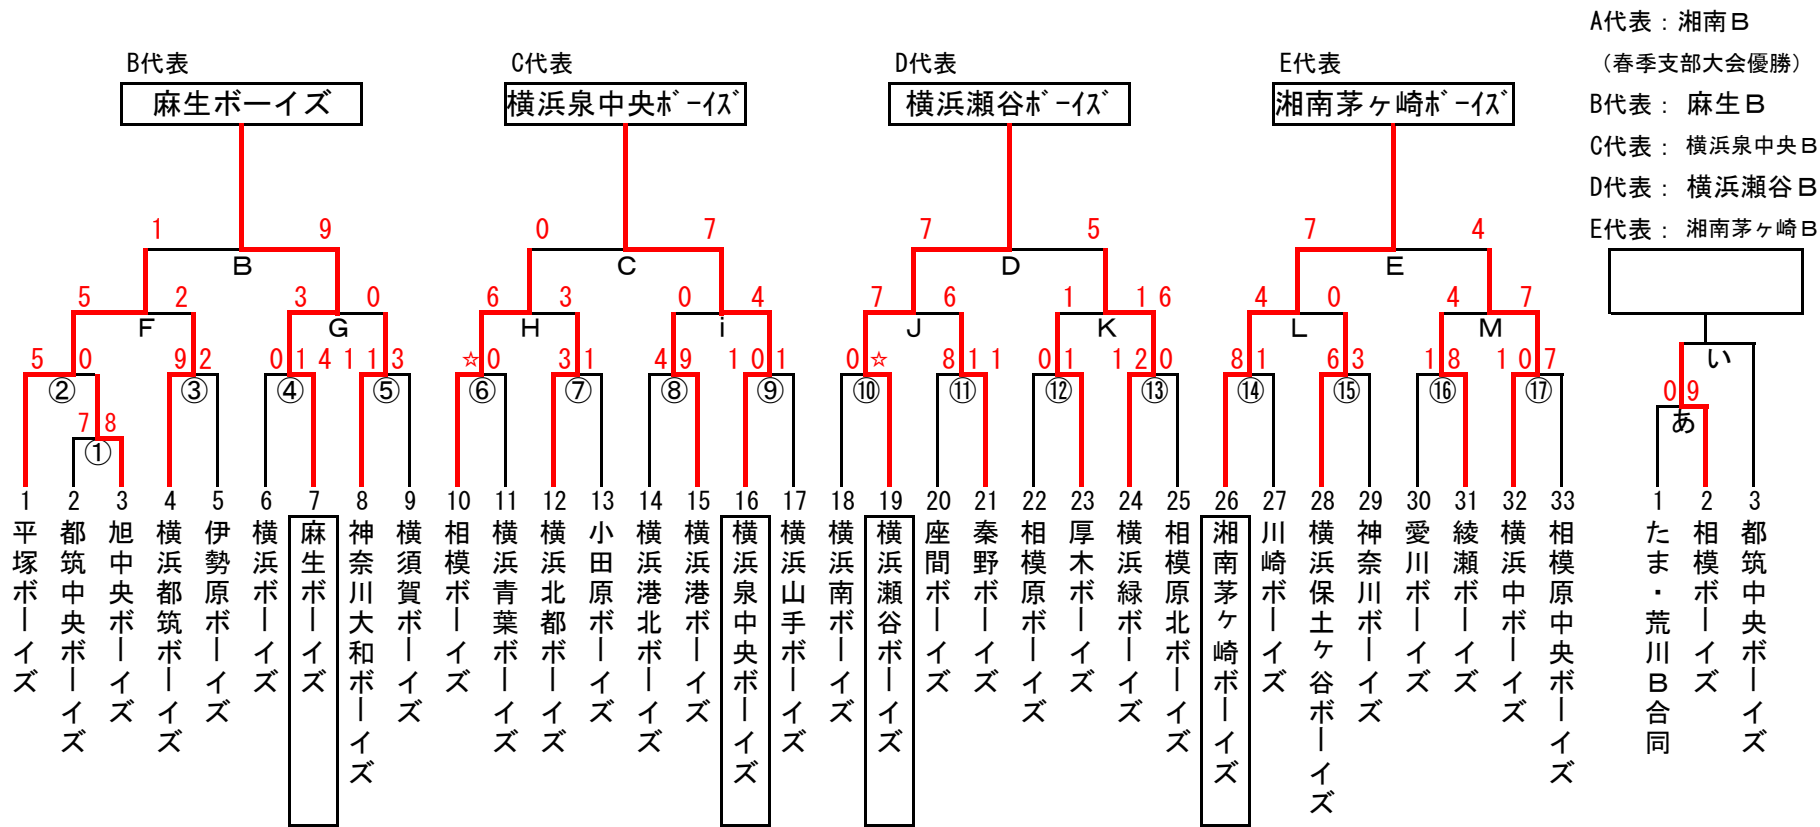 A代表：湘南B
（春季支部大会優勝）
B代表：麻生B
C代表：横浜泉中央B
D代表：横浜瀬谷B
E代表：湘南茅ヶ崎B
B代表
C代表
D代表
E代表
麻生ボーイズ
横浜泉中央ﾎﾞｰｲｽﾞ
横浜瀬谷ﾎﾞｰｲｽﾞ
湘南茅ヶ崎ﾎﾞｰｲｽﾞ
1 9 0 7 7 5 7 4
B C D E
5 2 3 0 6 3 0 4 7 6 1 16 4 0 4 7
F G H i J K L M
5 0 9 2 0 14 11 3 ☆ 0 3 1 4 9 10 1 0 ☆ 8 11 0 1 12 0 8 1 6 3 1 8 10 7
② ③ ④ ⑤ ⑥ ⑦ ⑧ ⑨ ⑩ ⑪ ⑫ ⑬ ⑭ ⑮ ⑯ ⑰
い
0 9
あ
7 8
①
1 平塚ボーイズ
2 都筑中央ボーイズ
3 旭中央ボーイズ
4 横浜都筑ボーイズ
5 伊勢原ボーイズ
6 横浜ボーイズ
7 麻生ボーイズ
8 神奈川大和ボーイズ
9 横須賀ボーイズ
10 相模ボーイズ
11 横浜青葉ボーイズ
12 横浜北都ボーイズ
13 小田原ボーイズ
14 横浜港北ボーイズ
15 横浜港ボーイズ
16 横浜泉中央ボーイズ
17 横浜山手ボーイズ
18 横浜南ボーイズ
19 横浜瀬谷ボーイズ
20 座間ボーイズ
21 秦野ボーイズ
22 相模原ボーイズ
23 厚木ボーイズ
24 横浜緑ボーイズ
25 相模原北ボーイズ
26 湘南茅ヶ崎ボーイズ
27 川崎ボーイズ
28 横浜保土ヶ谷ボーイズ
29 神奈川ボーイズ
30 愛川ボーイズ
31 綾瀬ボーイズ
32 横浜中ボーイズ
33 相模原中央ボーイズ
1 たま・荒川B合同
2 相模ボーイズ
3 都筑中央ボーイズ